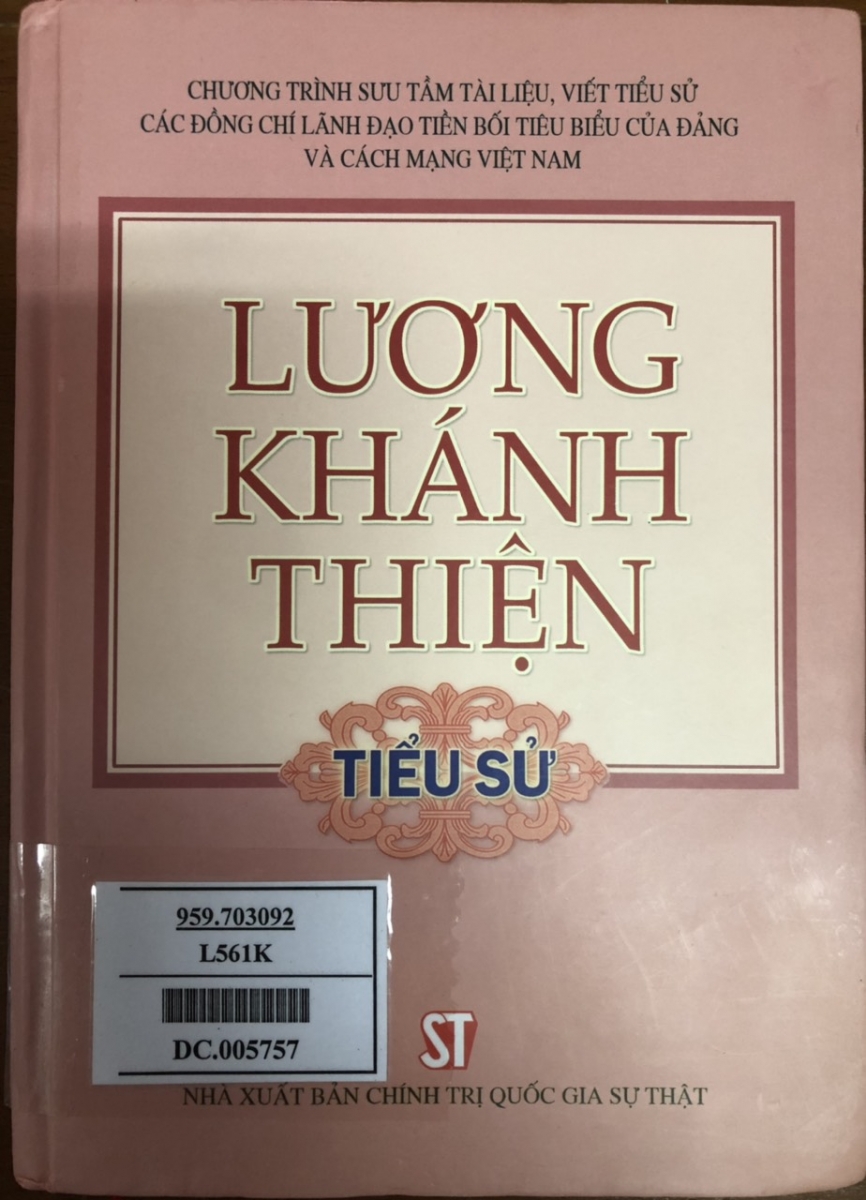 CHƯƠNG TRÌNH SƯU TẦM TÀI LIỆU, VIẾT TIỂU SỬ
CÁC ĐỒNG CHÍ LÃNH ĐẠO TIỀN BỐI TIÊU BIỂU CỦA ĐẢNG
VÀ CÁCH MẠNG VIỆT NAM
LƯƠNG
KHÁNH
THIỆN
TIỂU SỬ
959.703092
L561K
DC.005757
ST
NHÀ XUẤT BẢN CHÍNH TRỊ QUỐC GIA SỰ THẬT